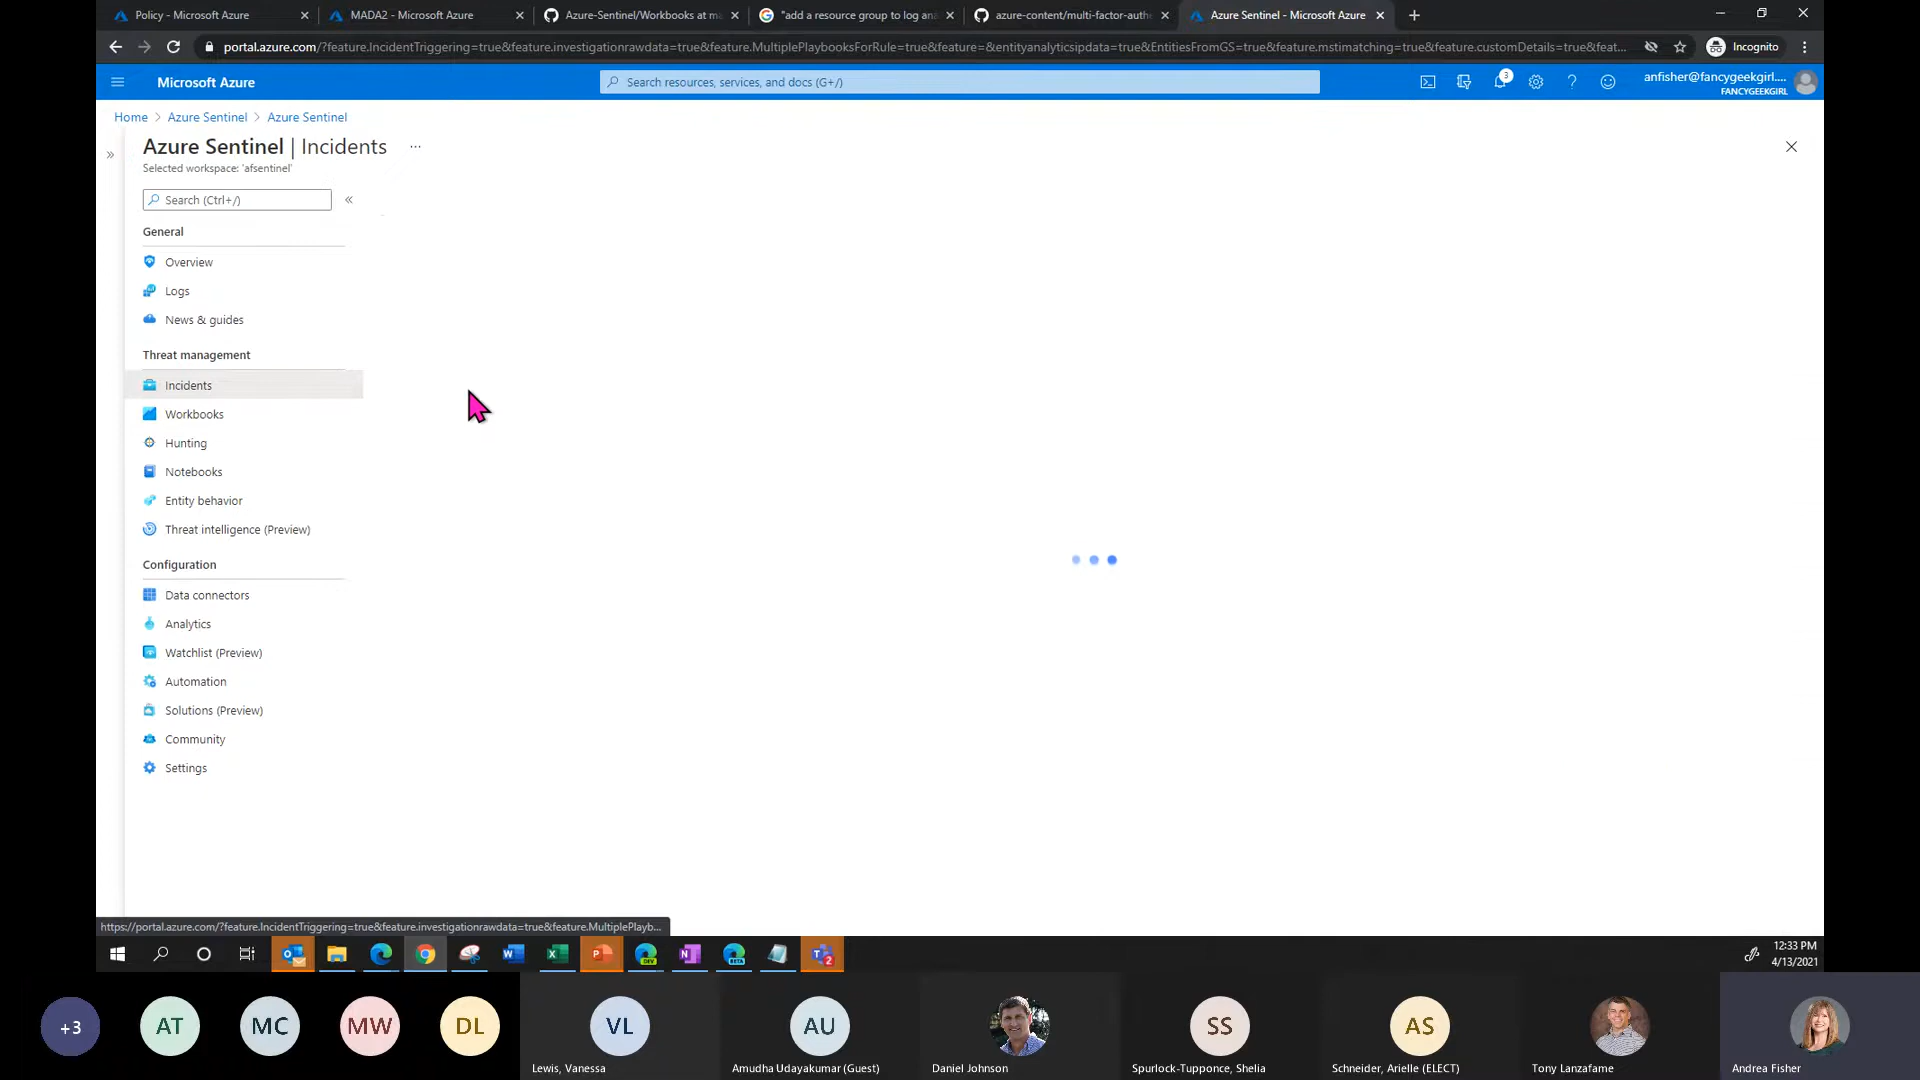 Policy - Microsoft Azure
MADA2 - Microsoft Azure
Azure-Sentinel/Workbooks at ma
"add a resource group to log ana
azure-content/multi-factor-auth
Azure Sentinel - Microsoft Azure
portal.azure.com/?feature.IncidentTriggering=true&feature.investigationrawdata=true&feature.MultiplePlaybooksForRule=true&feature=&entityanalyticsipdata=true&EntitiesFromGS=true&feature.mstimatching=true&feature.customDetails=true&feat...
Incognito
Microsoft Azure
Search resources, services, and docs (G+/)
3
anfisher@fancygeekgirl....
FANCYGEEKGIRL
Home > Azure Sentinel > Azure Sentinel
Azure Sentinel | Incidents ...
Selected workspace: 'afsentinel'
Search (Ctrl+/)
General
Overview
Logs
News & guides
Threat management
Incidents
Workbooks
Hunting
Notebooks
Entity behavior
Threat intelligence (Preview)
Configuration
Data connectors
Analytics
Watchlist (Preview)
Automation
Solutions (Preview)
Community
Settings
https://portal.azure.com/?feature.IncidentTriggering=true&feature.investigationrawdata=true&feature.MultiplePlayb...
12:33 PM
4/13/2021
+3
AT
MC
MW
DL
VL
AU
SS
AS
Lewis, Vanessa
Amudha Udayakumar (Guest)
Daniel Johnson
Spurlock-Tupponce, Shelia
Schneider, Arielle (ELECT)
Tony Lanzafame
Andrea Fisher